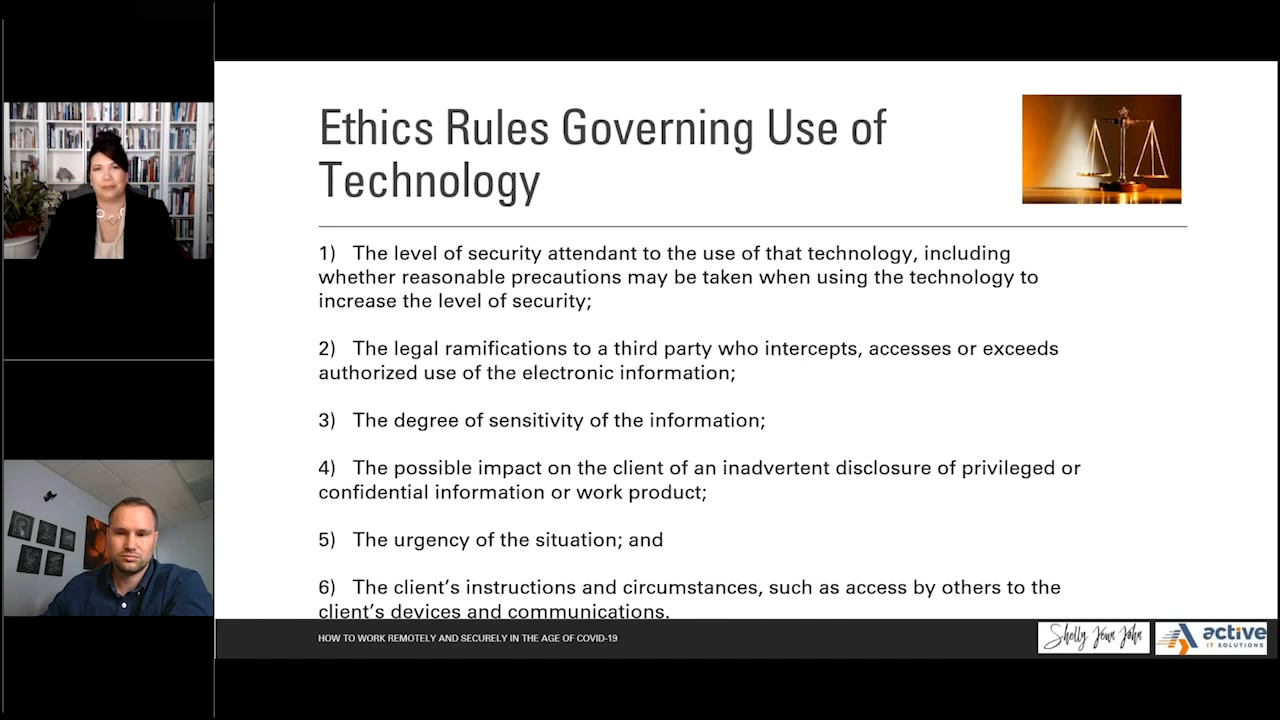 Ethics Rules Governing Use of
Technology
1) The level of security attendant to the use of that technology, including
whether reasonable precautions may be taken when using the technology to
increase the level of security;
2) The legal ramifications to a third party who intercepts, accesses or exceeds
authorized use of the electronic information;
3) The degree of sensitivity of the information;
4) The possible impact on the client of an inadvertent disclosure of privileged or
confidential information or work product;
5) The urgency of the situation; and
6) The client’s instructions and circumstances, such as access by others to the
client’s devices and communications.
HOW TO WORK REMOTELY AND SECURELY IN THE AGE OF COVID-19
Shelly Jean John
active
IT SOLUTIONS